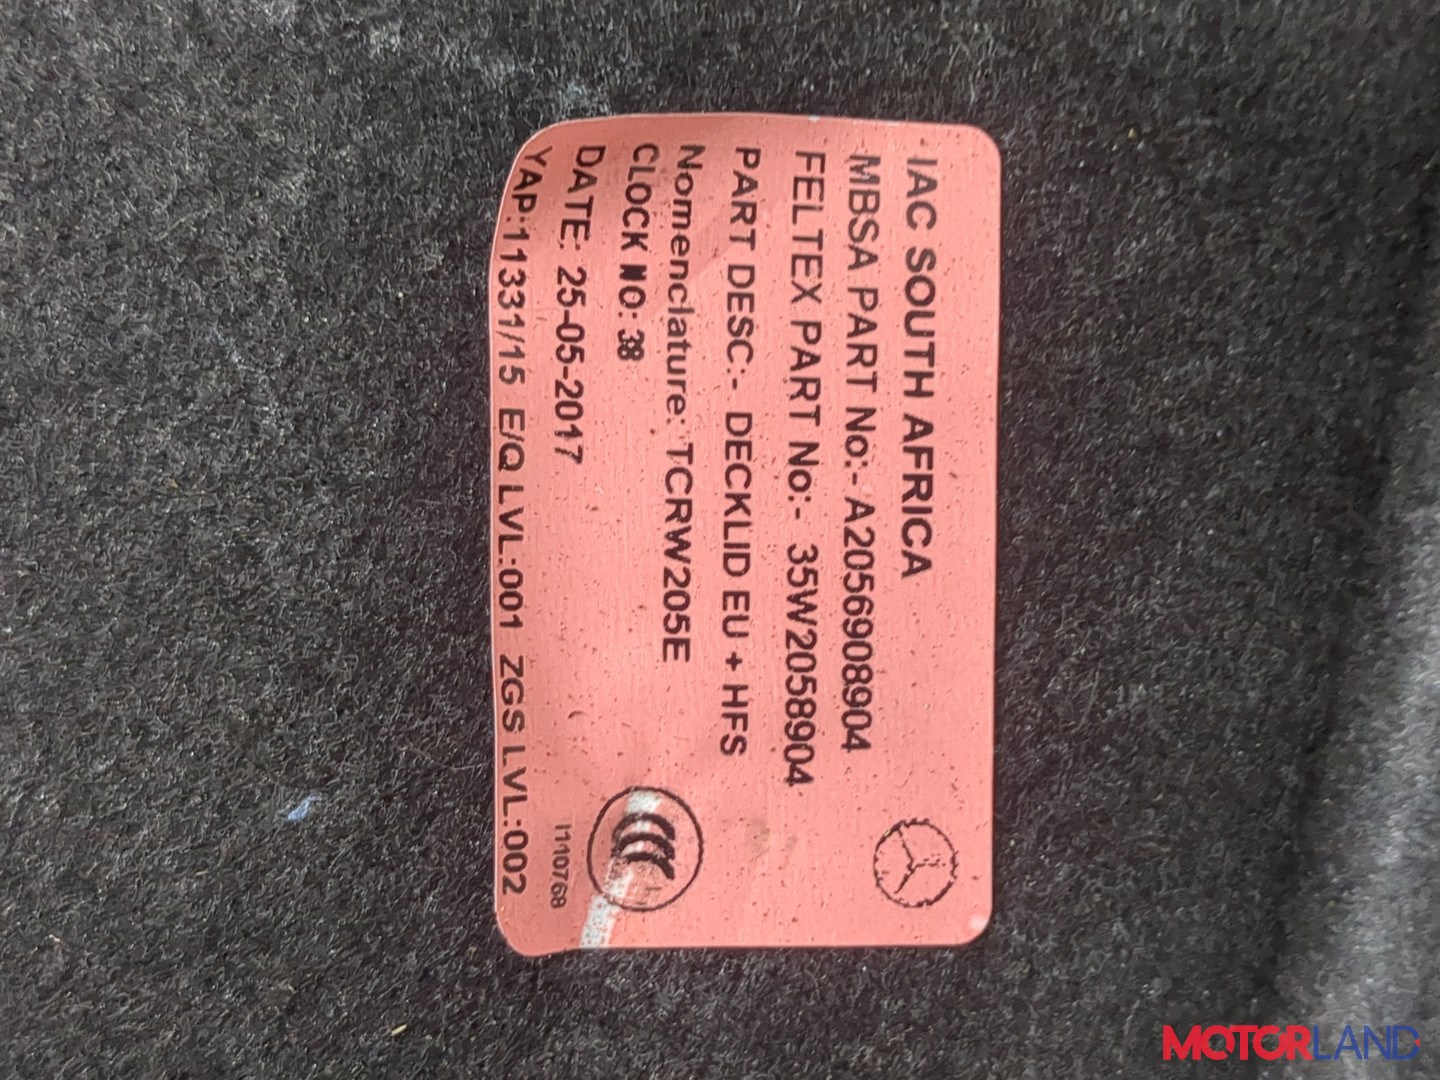 IAC SOUTH AFRICA
MBSA PART No:- A2056908904
FELTEX PART No:- 35W2058904
PART DESC:- DECKLID EU + HFS
Nomenclature: TCRW205E
CLOCK NO: 38
DATE: 25-05-2017
YAP:11331/15 E/Q LVL:001 ZGS LVL:002
I110768
MOTORLAND